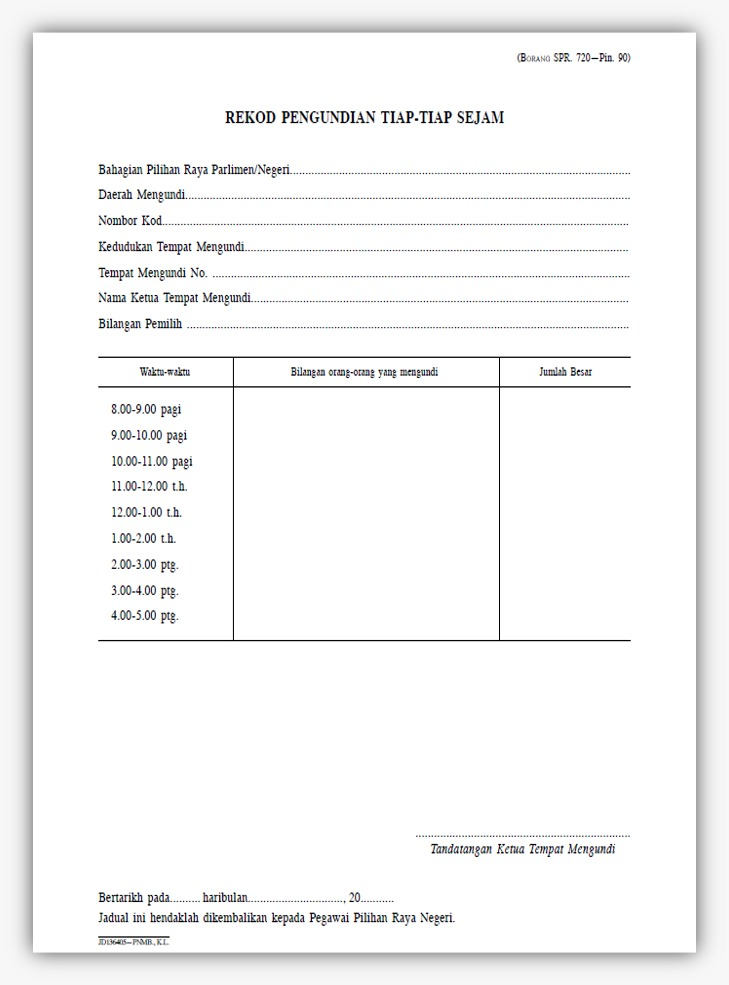 (Borang SPR. 720—Pin. 90)
REKOD PENGUNDIAN TIAP-TIAP SEJAM
Bahagian Pilihan Raya Parlimen/Negeri....................
Daerah Mengundi....................
Nombor Kod....................
Kedudukan Tempat Mengundi....................
Tempat Mengundi No. ....................
Nama Ketua Tempat Mengundi....................
Bilangan Pemilih ....................
Waktu-waktu Bilangan orang-orang yang mengundi Jumlah Besar
8.00-9.00 pagi
9.00-10.00 pagi
10.00-11.00 pagi
11.00-12.00 t.h.
12.00-1.00 t.h.
1.00-2.00 t.h.
2.00-3.00 ptg.
3.00-4.00 ptg.
4.00-5.00 ptg.
....................
Tandatangan Ketua Tempat Mengundi
Bertarikh pada.......... haribulan..............................., 20...........
Jadual ini hendaklah dikembalikan kepada Pegawai Pilihan Raya Negeri.
JD136405—PNMB., K.L.